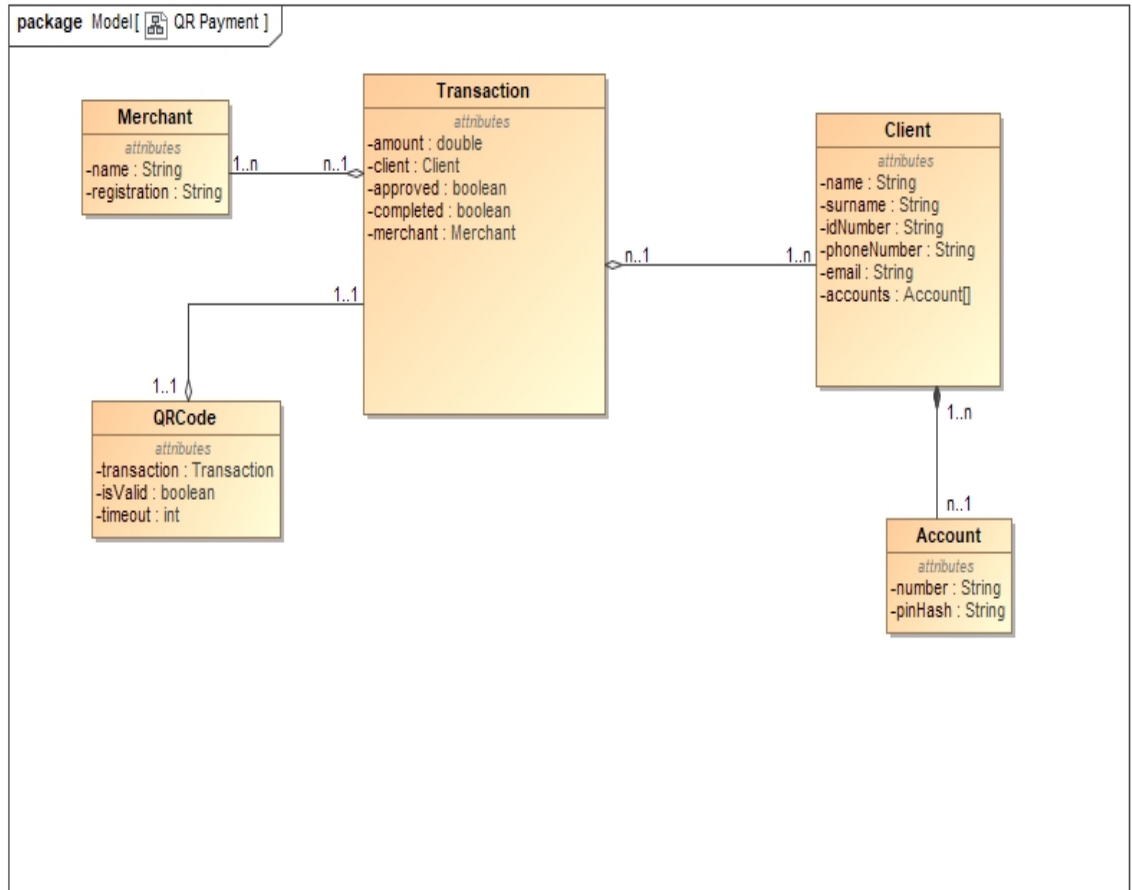 package Model[ QR Payment ]
Merchant
attributes
-name : String
-registration : String
1..n
n..1
Transaction
attributes
-amount : double
-client : Client
-approved : boolean
-completed : boolean
-merchant : Merchant
n..1
1..n
Client
attributes
-name : String
-surname : String
-idNumber : String
-phoneNumber : String
-email : String
-accounts : Account[]
1..1
1..1
QRCode
attributes
-transaction : Transaction
-isValid : boolean
-timeout : int
1..n
n..1
Account
attributes
-number : String
-pinHash : String